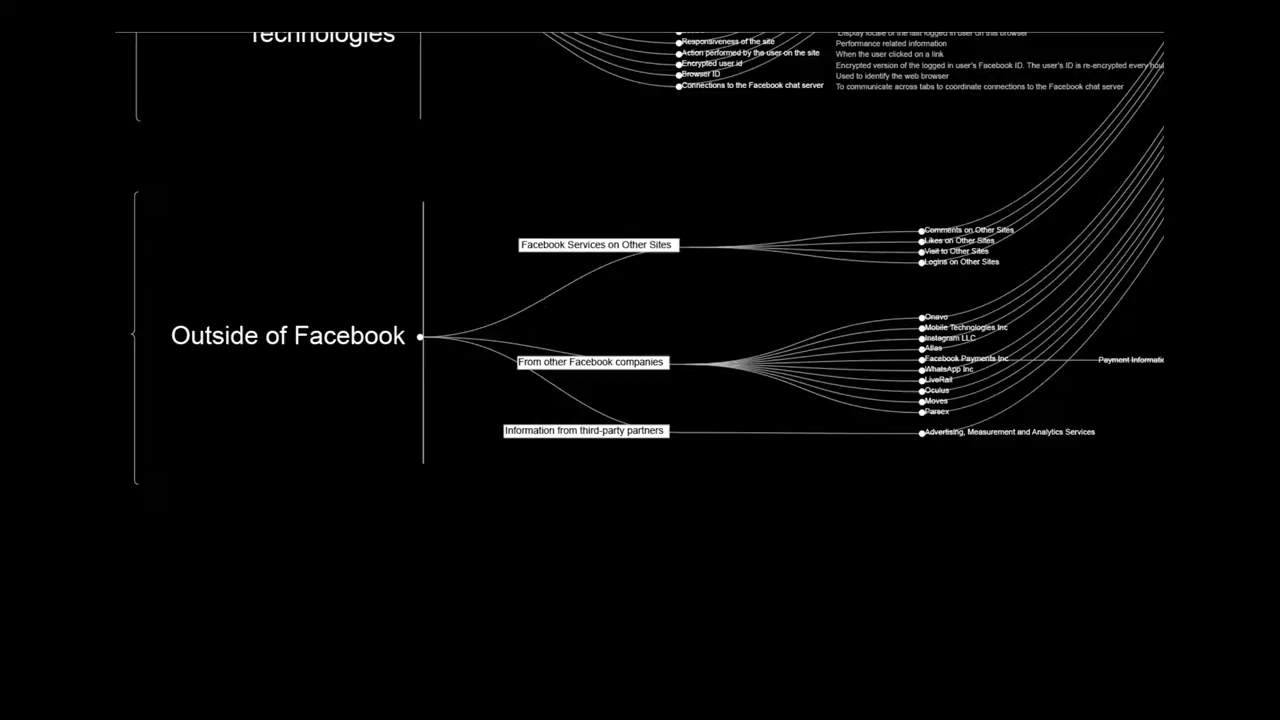 Technologies
Display locale of the last logged in user on this browser
Responsiveness of the site
Performance related information
Action performed by the user on the site
When the user clicked on a link
Encrypted user id
Encrypted version of the logged in user's Facebook ID. The user's ID is re-encrypted every hou
Browser ID
Used to identify the web browser
Connections to the Facebook chat server
To communicate across tabs to coordinate connections to the Facebook chat server
Outside of Facebook
Facebook Services on Other Sites
Comments on Other Sites
Likes on Other Sites
Visit to Other Sites
Logins on Other Sites
From other Facebook companies
Onavo
Mobile Technologies Inc
Instagram LLC
Atlas
Facebook Payments Inc
Payment Informatio
WhatsApp Inc
LiveRail
Oculus
Moves
Parsex
Information from third-party partners
Advertising, Measurement and Analytics Services